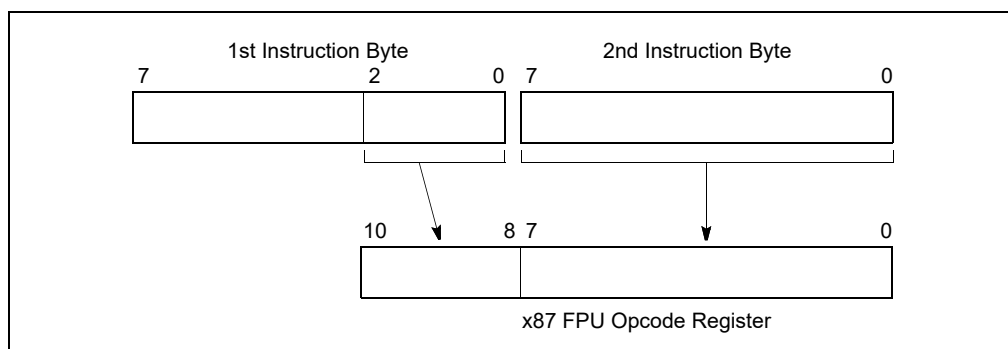 1st Instruction Byte 2nd Instruction Byte
7 2 0 7 0
10 8 7 0
x87 FPU Opcode Register